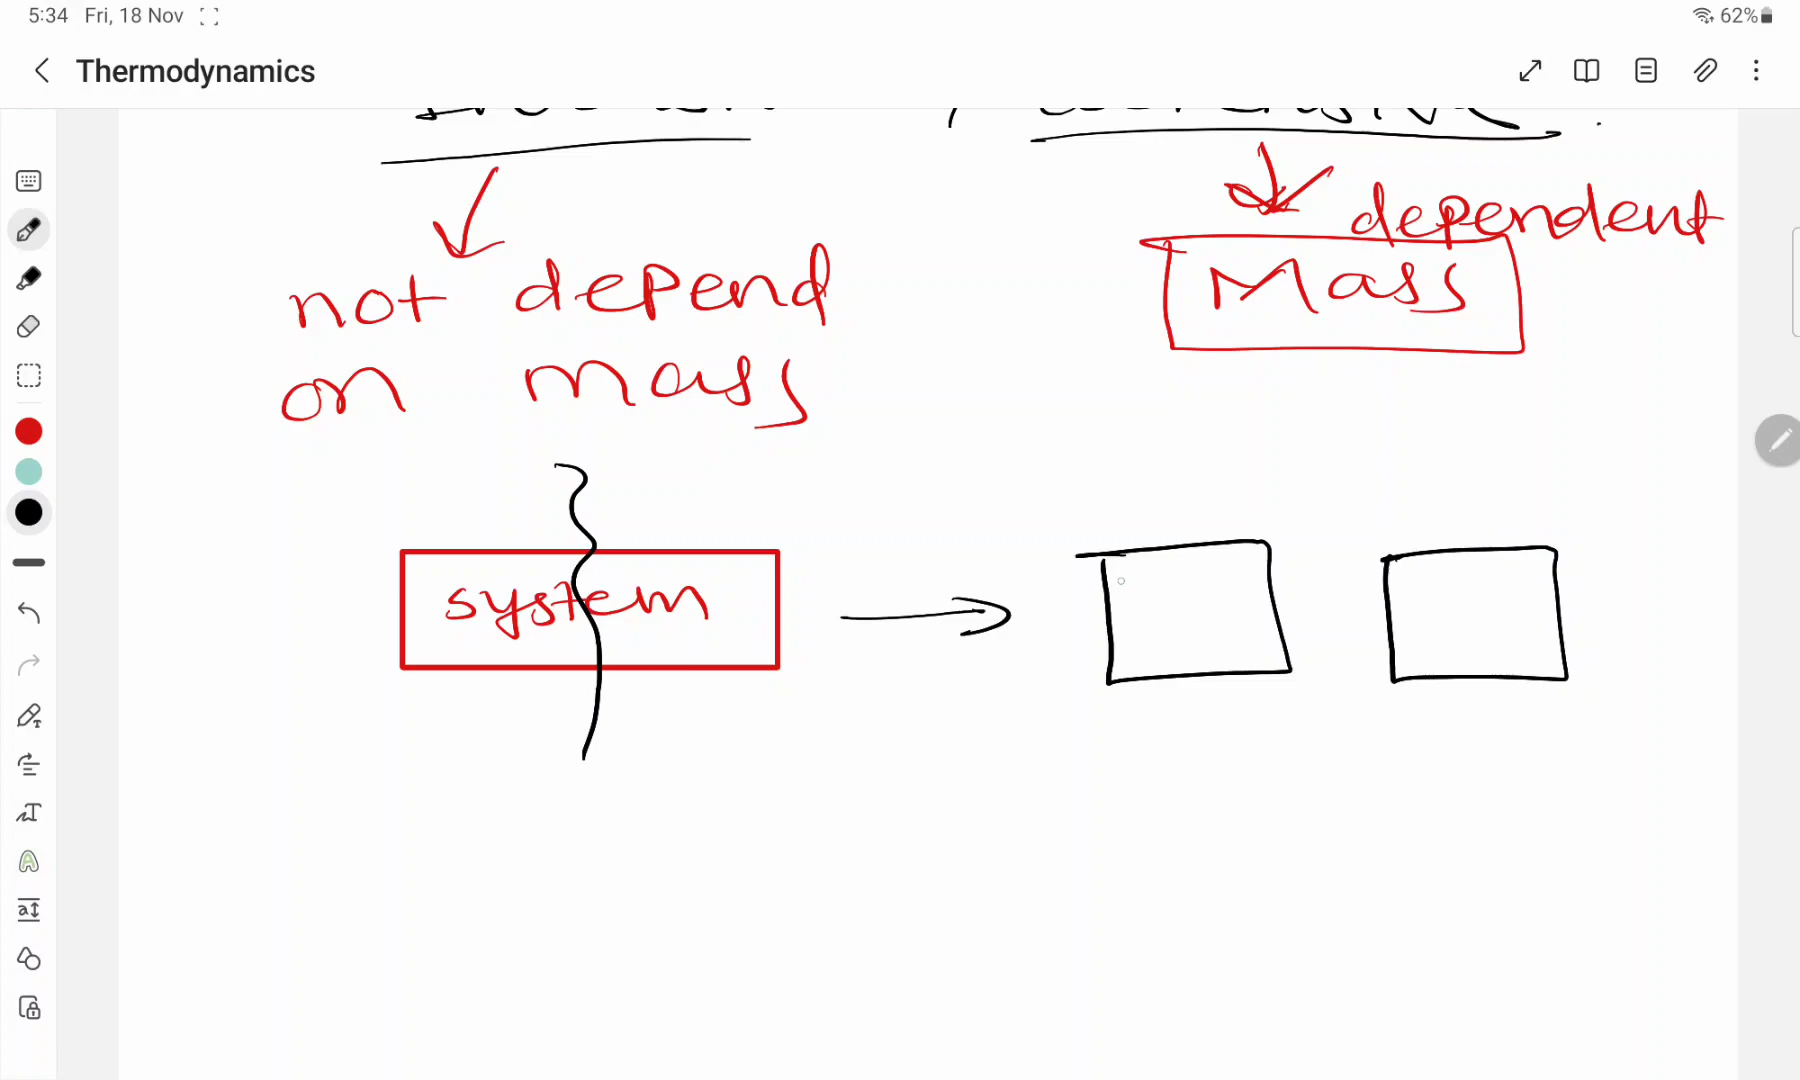 5:34 Fri, 18 Nov 62%
Thermodynamics
not depend
on mass
dependent
Mass
system